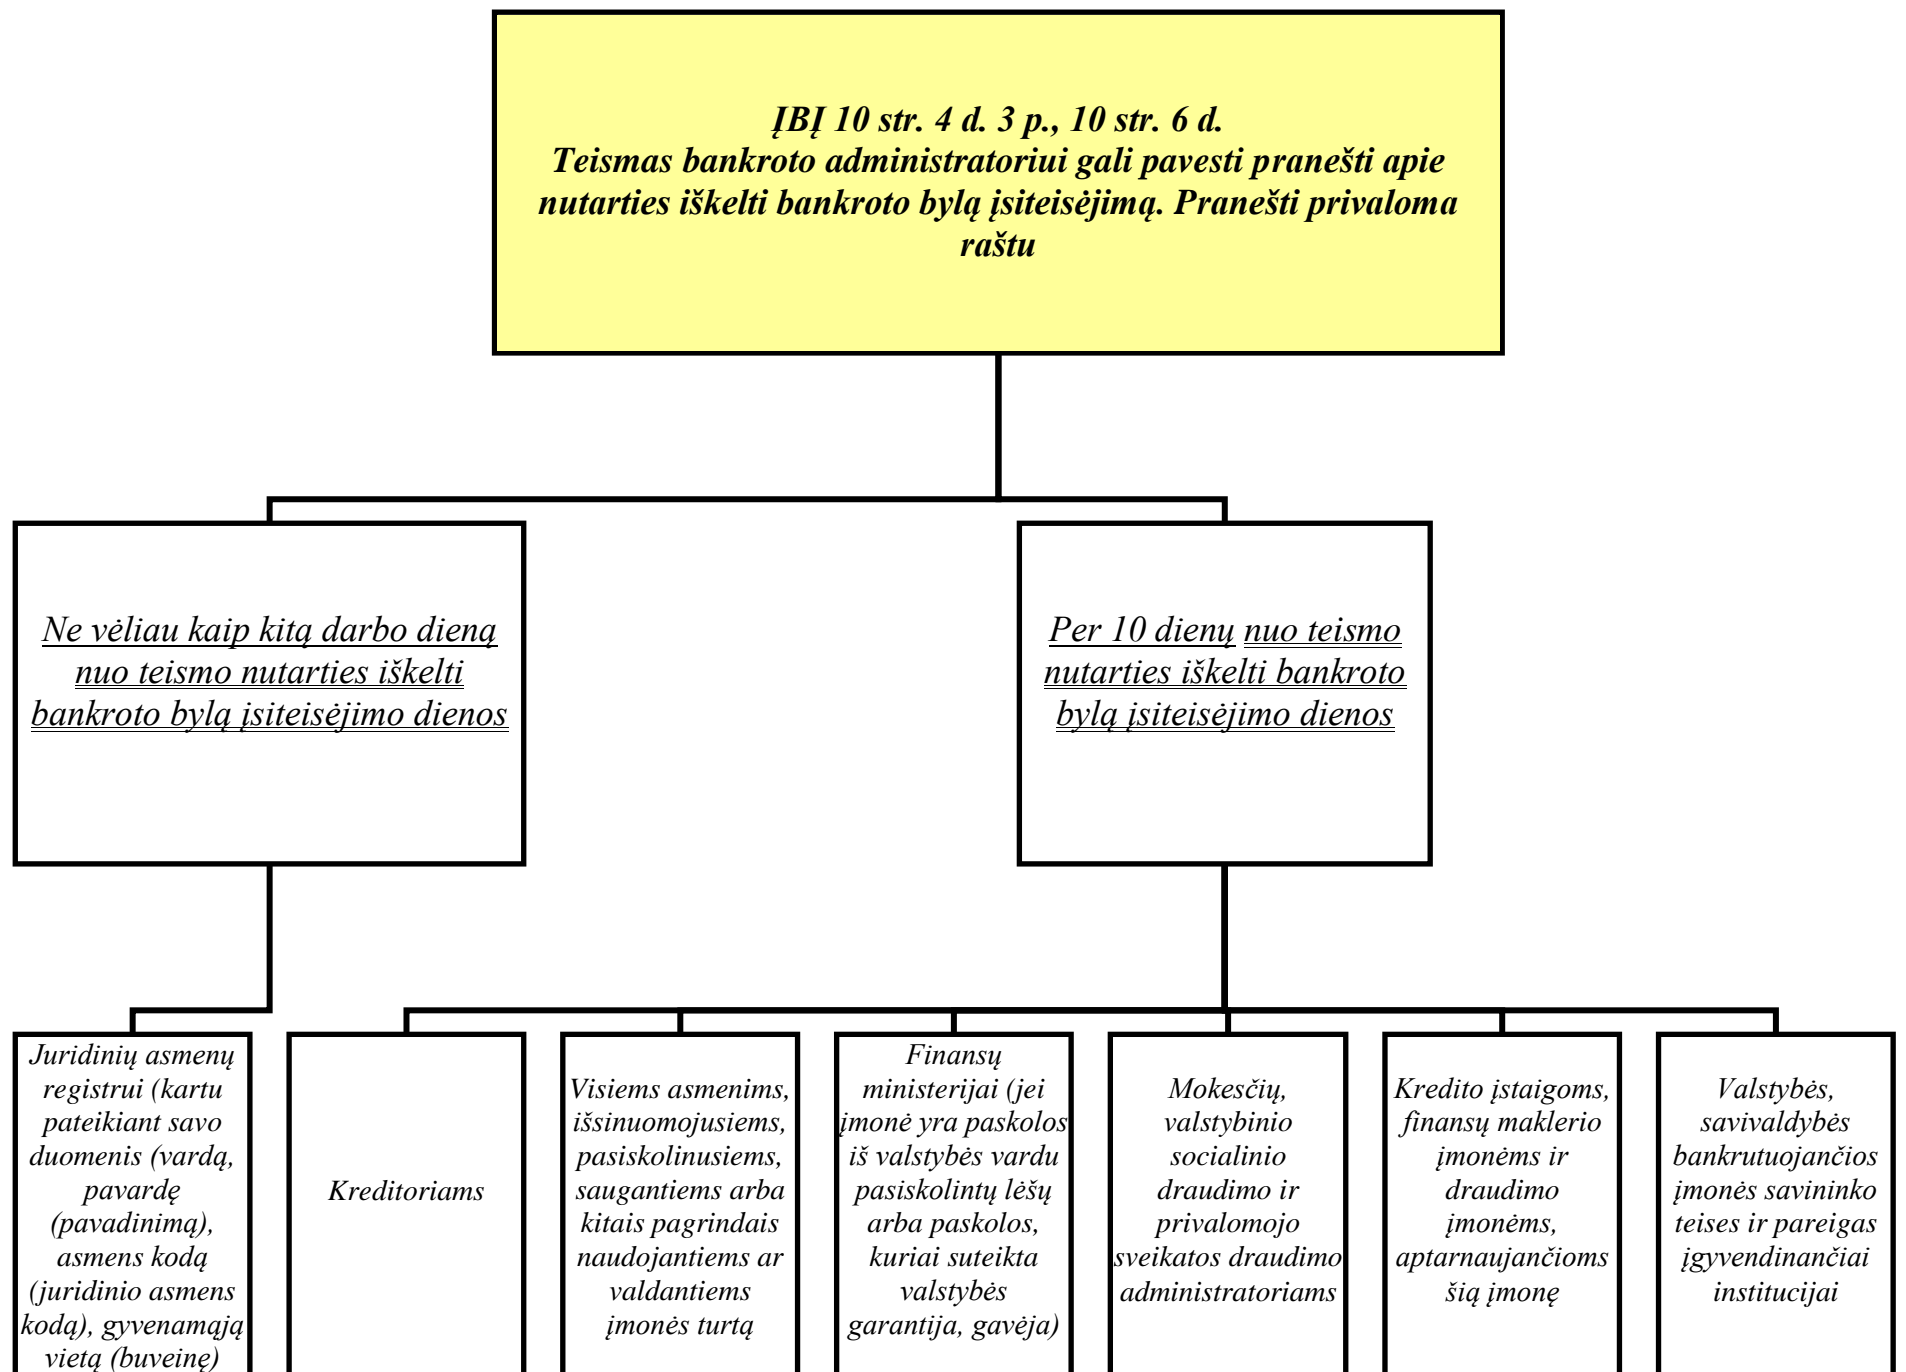 ĮBĮ 10 str. 4 d. 3 p., 10 str. 6 d.
Teismas bankroto administratoriui gali pavesti pranešti apie
nutarties iškelti bankroto bylą įsiteisėjimą. Pranešti privaloma
raštu
Ne vėliau kaip kitą darbo dieną
nuo teismo nutarties iškelti
bankroto bylą įsiteisėjimo dienos
Per 10 dienų nuo teismo
nutarties iškelti bankroto
bylą įsiteisėjimo dienos
Juridinių asmenų
registrui (kartu
pateikiant savo
duomenis (vardą,
pavardę
(pavadinimą),
asmens kodą
(juridinio asmens
kodą), gyvenamąją
vietą (buveinę)
Kreditoriams
Visiems asmenims,
išsinuomojusiems,
pasiskolinusiems,
saugantiems arba
kitais pagrindais
naudojantiems ar
valdantiems
įmonės turtą
Finansų
ministerijai (jei
įmonė yra paskolos
iš valstybės vardu
pasiskolintų lėšų
arba paskolos,
kuriai suteikta
valstybės
garantija, gavėja)
Mokesčių,
valstybinio
socialinio
draudimo ir
privalomojo
sveikatos draudimo
administratoriams
Kredito įstaigoms,
finansų maklerio
įmonėms ir
draudimo
įmonėms,
aptarnaujančioms
šią įmonę
Valstybės,
savivaldybės
bankrutuojančios
įmonės savininko
teises ir pareigas
įgyvendinančiai
institucijai